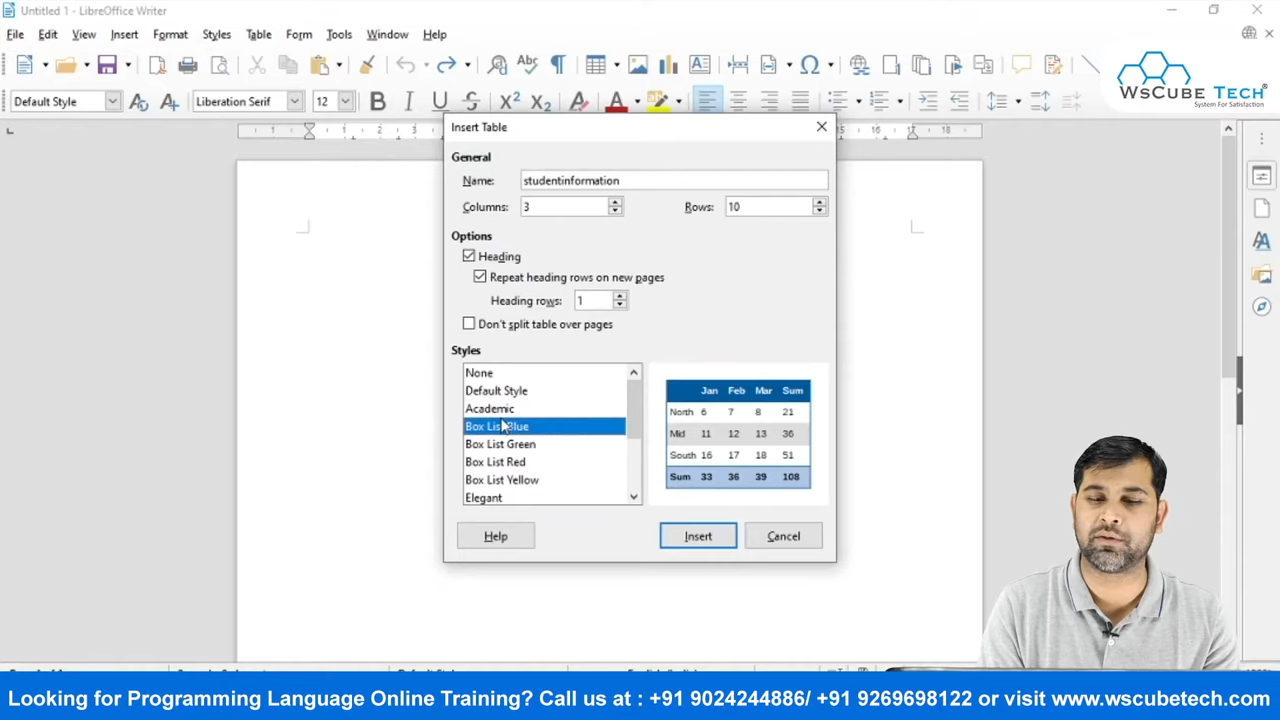 Untitled 1 - LibreOffice Writer
File Edit View Insert Format Styles Table Form Tools Window Help
WsCube Tech
System For Satisfaction
Default Style Liberation Serif 12
Insert Table
General
Name: studentinformation
Columns: 3 Rows: 10
Options
Heading
Repeat heading rows on new pages
Heading rows: 1
Don't split table over pages
Styles
None
Default Style
Academic
Box List Blue
Box List Green
Box List Red
Box List Yellow
Elegant
Jan Feb Mar Sum
North 6 7 8 21
Mid 11 12 13 36
South 16 17 18 51
Sum 33 36 39 108
Help Insert Cancel
Looking for Programming Language Online Training? Call us at : +91 9024244886/ +91 9269698122 or visit www.wscubetech.com